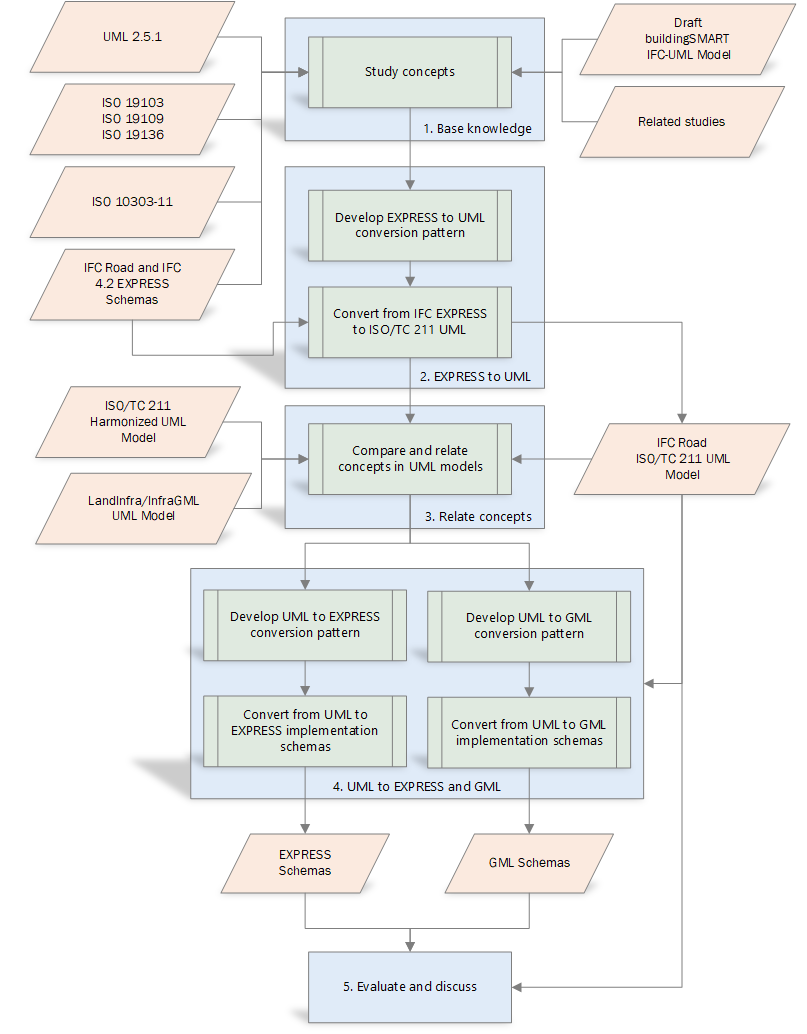 UML 2.5.1
Study concepts
Draft
buildingSMART
IFC-UML Model
ISO 19103
ISO 19109
ISO 19136
Related studies
1. Base knowledge
ISO 10303-11
Develop EXPRESS to UML
conversion pattern
IFC Road and IFC
4.2 EXPRESS
Schemas
Convert from IFC EXPRESS
to ISO/TC 211 UML
2. EXPRESS to UML
ISO/TC 211
Harmonized UML
Model
Compare and relate
concepts in UML models
IFC Road
ISO/TC 211 UML
Model
LandInfra/InfraGML
UML Model
3. Relate concepts
Develop UML to EXPRESS
conversion pattern
Develop UML to GML
conversion pattern
Convert from UML to
EXPRESS implementation
schemas
Convert from UML to GML
implementation schemas
4. UML to EXPRESS and GML
EXPRESS
Schemas
GML Schemas
5. Evaluate and discuss